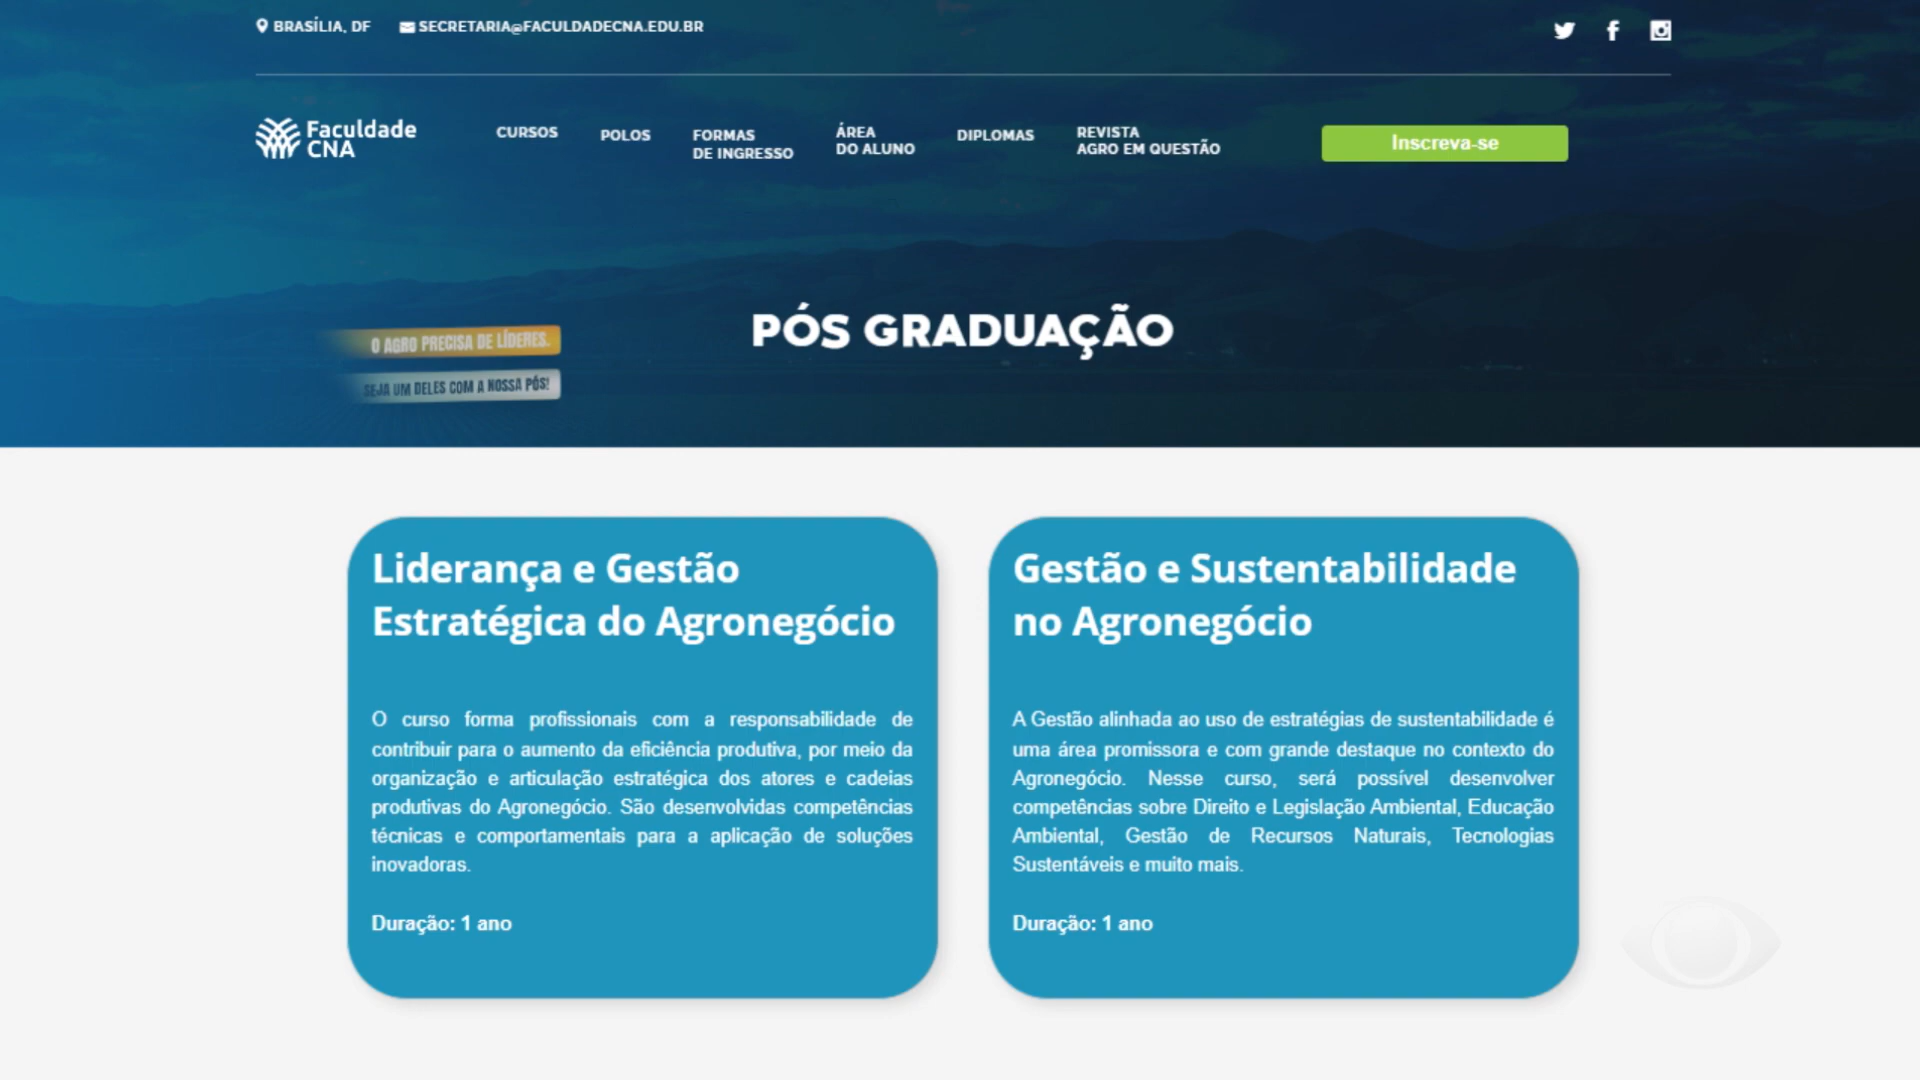 BRASÍLIA, DF
SECRETARIA@FACULDADECNA.EDU.BR
Faculdade
CNA
CURSOS
POLOS
FORMAS
DE INGRESSO
ÁREA
DO ALUNO
DIPLOMAS
REVISTA
AGRO EM QUESTÃO
Inscreva-se
O AGRO PRECISA DE LÍDERES.
SEJA UM DELES COM A NOSSA PÓS!
PÓS GRADUAÇÃO
Liderança e Gestão
Estratégica do Agronegócio
O curso forma profissionais com a responsabilidade de
contribuir para o aumento da eficiência produtiva, por meio da
organização e articulação estratégica dos atores e cadeias
produtivas do Agronegócio. São desenvolvidas competências
técnicas e comportamentais para a aplicação de soluções
inovadoras.
Duração: 1 ano
Gestão e Sustentabilidade
no Agronegócio
A Gestão alinhada ao uso de estratégias de sustentabilidade é
uma área promissora e com grande destaque no contexto do
Agronegócio. Nesse curso, será possível desenvolver
competências sobre Direito e Legislação Ambiental, Educação
Ambiental, Gestão de Recursos Naturais, Tecnologias
Sustentáveis e muito mais.
Duração: 1 ano